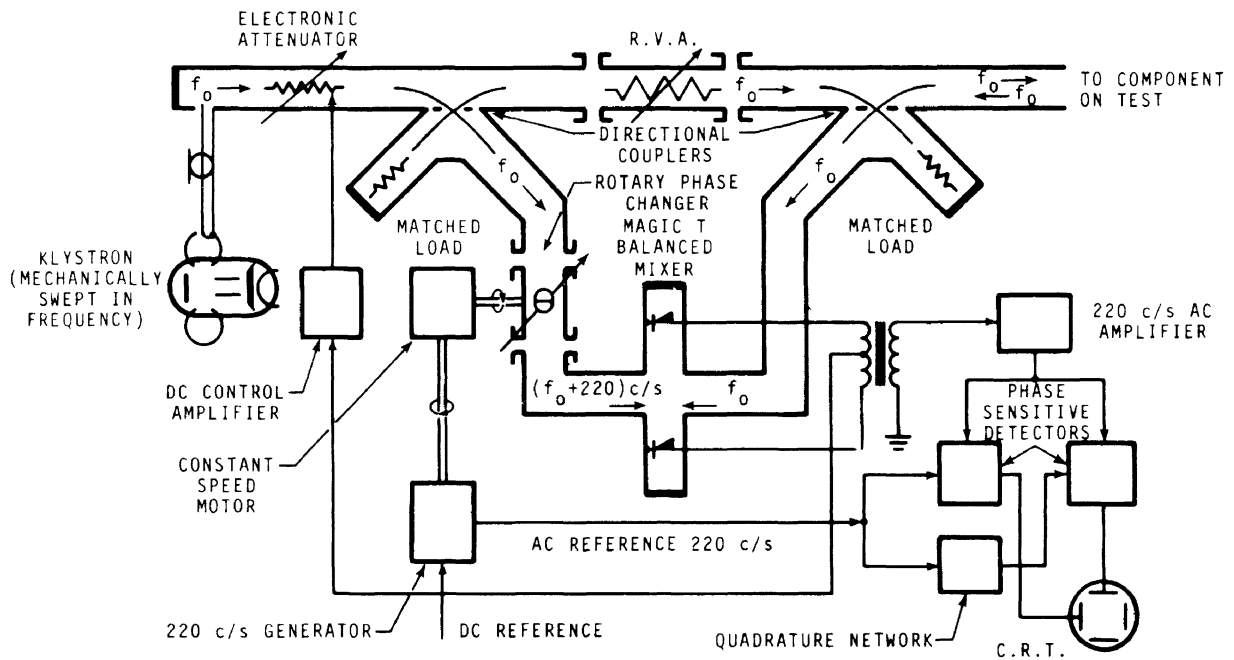 ELECTRONIC
ATTENUATOR
R.V.A.
f₀
f₀
f₀
f₀
TO COMPONENT
ON TEST
DIRECTIONAL
COUPLERS
f₀
f₀
ROTARY PHASE
CHANGER
MAGIC T
BALANCED
MIXER
MATCHED
LOAD
MATCHED
LOAD
KLYSTRON
(MECHANICALLY
SWEPT IN
FREQUENCY)
θ
220 c/s AC
AMPLIFIER
DC CONTROL
AMPLIFIER
(f₀+220)c/s
f₀
PHASE
SENSITIVE
DETECTORS
CONSTANT
SPEED
MOTOR
AC REFERENCE 220 c/s
220 c/s GENERATOR
DC REFERENCE
QUADRATURE NETWORK
C.R.T.